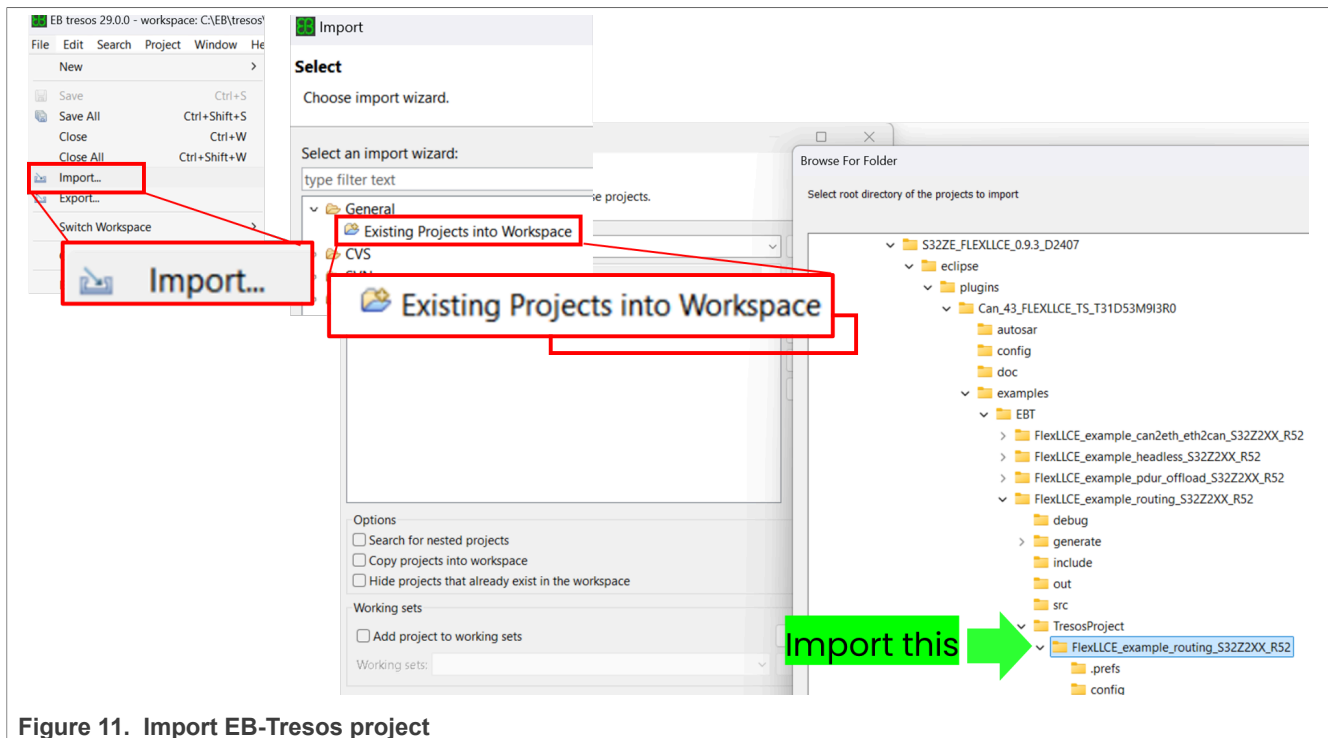 EB tresos 29.0.0 - workspace: C:\EB\tresos\
File Edit Search Project Window He
New >
Save Ctrl+S
Save All Ctrl+Shift+S
Close Ctrl+W
Close All Ctrl+Shift+W
Import...
Export...
Switch Workspace >
Import...
Import
Select
Choose import wizard.
Select an import wizard:
type filter text
General
Existing Projects into Workspace
CVS
Existing Projects into Workspace
se projects.
Options
Search for nested projects
Copy projects into workspace
Hide projects that already exist in the workspace
Working sets
Add project to working sets
Working sets:
Browse For Folder
Select root directory of the projects to import
S32ZE_FLEXLLCE_0.9.3_D2407
eclipse
plugins
Can_43_FLEXLLCE_TS_T31D53M9I3R0
autosar
config
doc
examples
EBT
FlexLLCE_example_can2eth_eth2can_S32Z2XX_R52
FlexLLCE_example_headless_S32Z2XX_R52
FlexLLCE_example_pdur_offload_S32Z2XX_R52
FlexLLCE_example_routing_S32Z2XX_R52
debug
generate
include
out
src
TresosProject
FlexLLCE_example_routing_S32Z2XX_R52
.prefs
config
Import this
Figure 11. Import EB-Tresos project